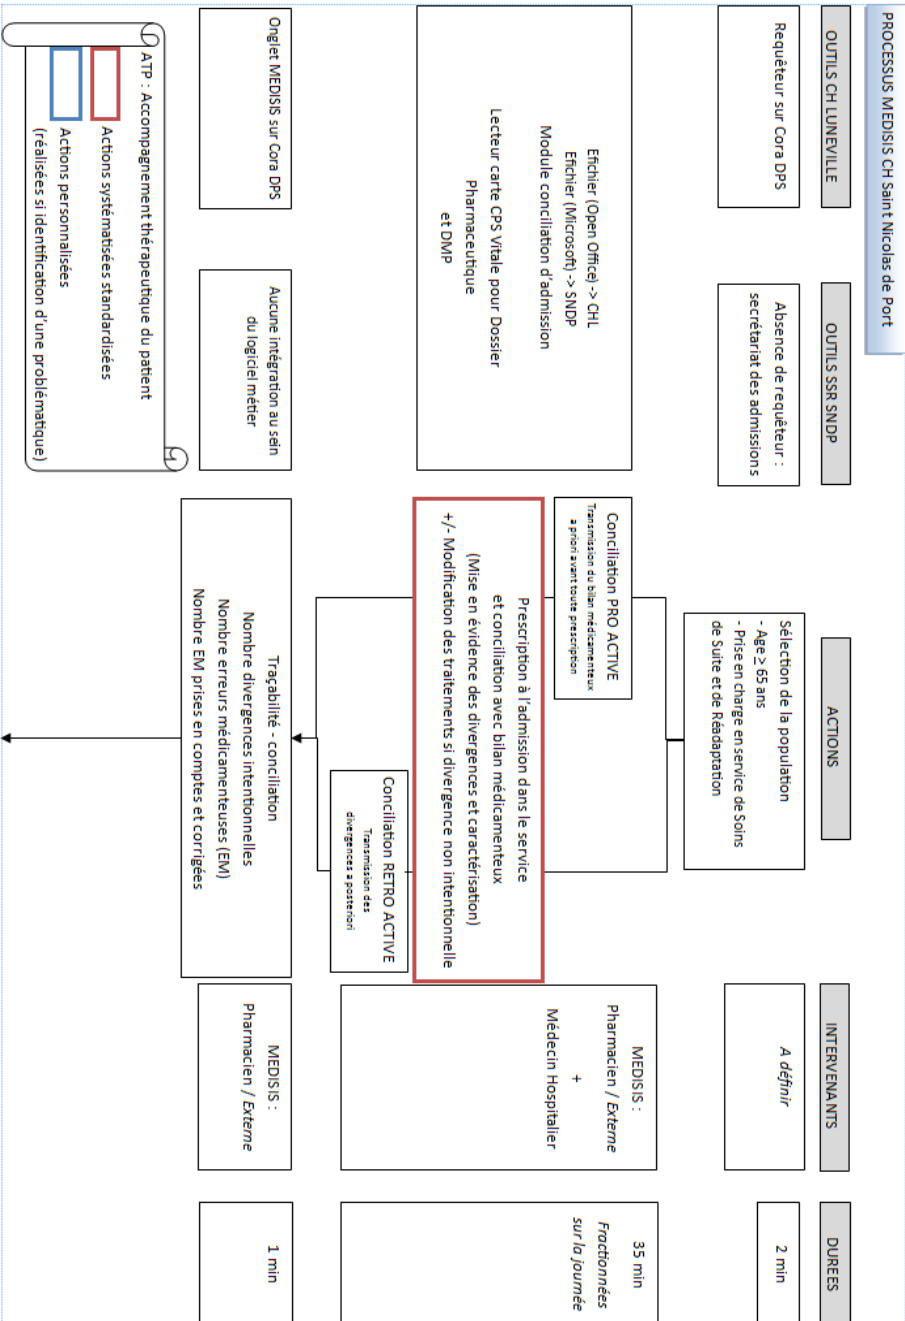 PROCESSUS MEDISIS CH Saint Nicolas de Port
OUTILS CH LUNEVILLE
OUTILS SSR SNDP
ACTIONS
INTERVENANTS
DUREES
Requêteur sur Cora DPS
Absence de requêteur :
secrétariat des admissions
Sélection de la population
- Age ≥ 65 ans
- Prise en charge en service de Soins
de Suite et de Réadaptation
A définir
2 min
Efichier (Open Office) -> CHL
Efichier (Microsoft) -> SNDP
Module conciliation d'admission
Lecteur carte CPS Vitale pour Dossier
Pharmaceutique
et DMP
Conciliation PRO ACTIVE
Transmission du bilan médicamenteux
a priori avant toute prescription
Prescription à l'admission dans le service
et conciliation avec bilan médicamenteux
(Mise en évidence des divergences et caractérisation)
+/- Modification des traitements si divergence non intentionnelle
Conciliation RETRO ACTIVE
Transmission des
divergences a posteriori
MEDISIS :
Pharmacien / Externe
+
Médecin Hospitalier
35 min
Fractionnées
sur la journée
Onglet MEDISIS sur Cora DPS
Aucune intégration au sein
du logiciel métier
Traçabilité - conciliation
Nombre divergences intentionnelles
Nombre erreurs médicamenteuses (EM)
Nombre EM prises en comptes et corrigées
MEDISIS :
Pharmacien / Externe
1 min
ATP : Accompagnement thérapeutique du patient
Actions systématisées standardisées
Actions personnalisées
(réalisées si identification d'une problématique)